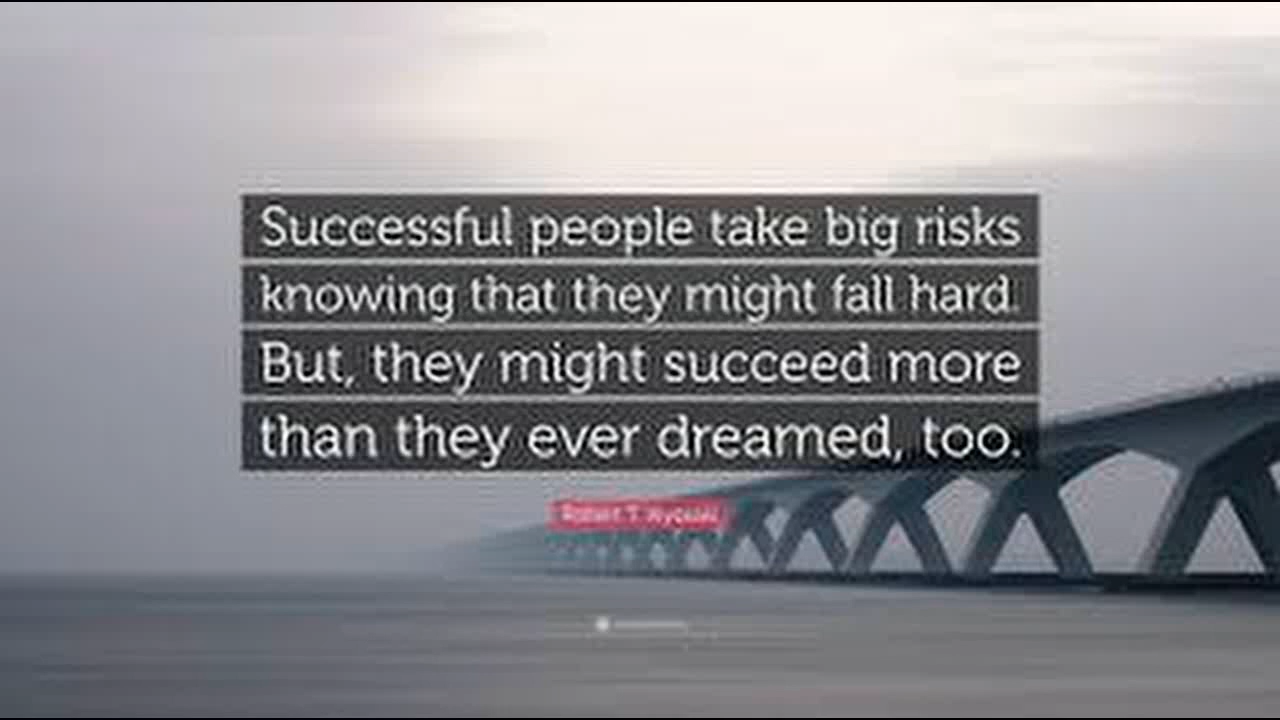 Successful people take big risks
knowing that they might fall hard.
But, they might succeed more
than they ever dreamed, too.
Robert T.